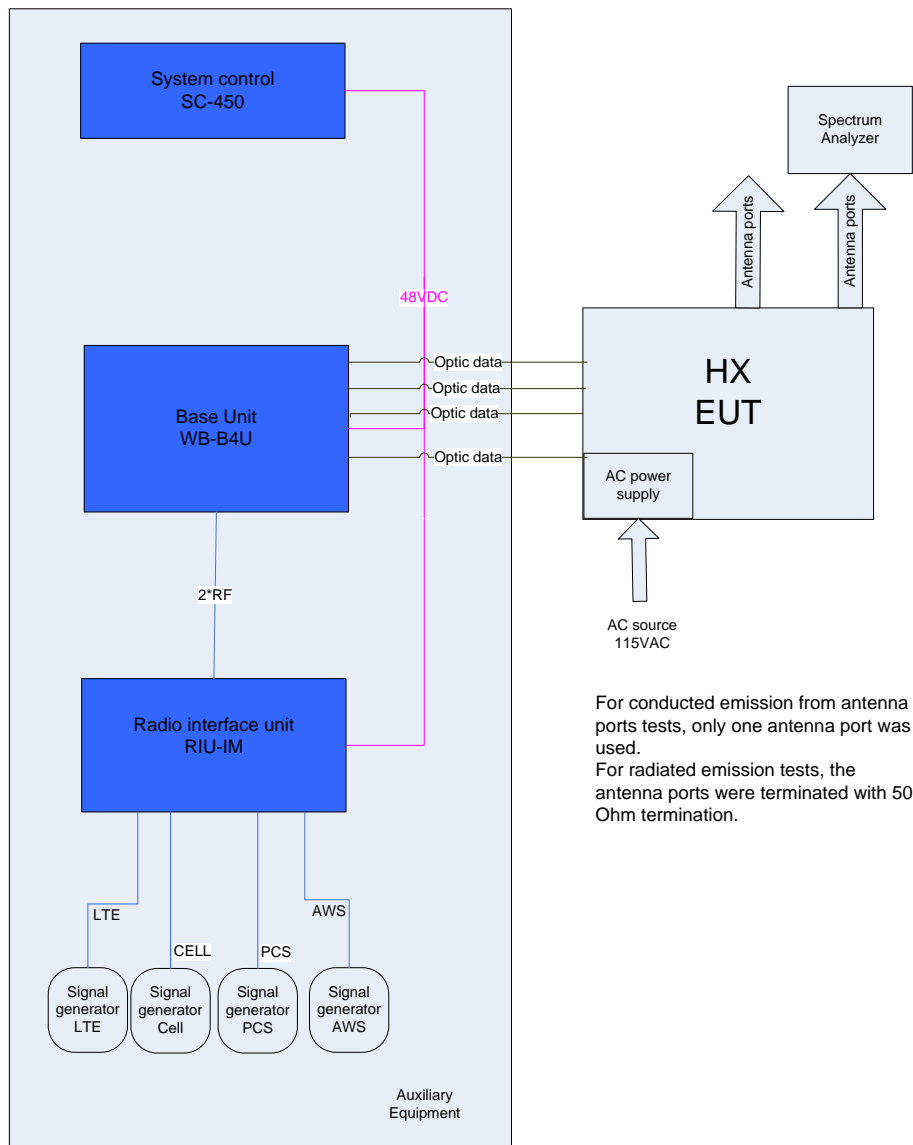 System control
SC-450
Spectrum
Analyzer
Antenna ports
Antenna ports
48VDC
Optic data
Optic data
Optic data
Optic data
Base Unit
WB-B4U
HX
EUT
AC power
supply
2*RF
AC source
115VAC
Radio interface unit
RIU-IM
For conducted emission from antenna
ports tests, only one antenna port was
used.
For radiated emission tests, the
antenna ports were terminated with 50
Ohm termination.
LTE
CELL
PCS
AWS
Signal
generator
LTE
Signal
generator
Cell
Signal
generator
PCS
Signal
generator
AWS
Auxiliary
Equipment